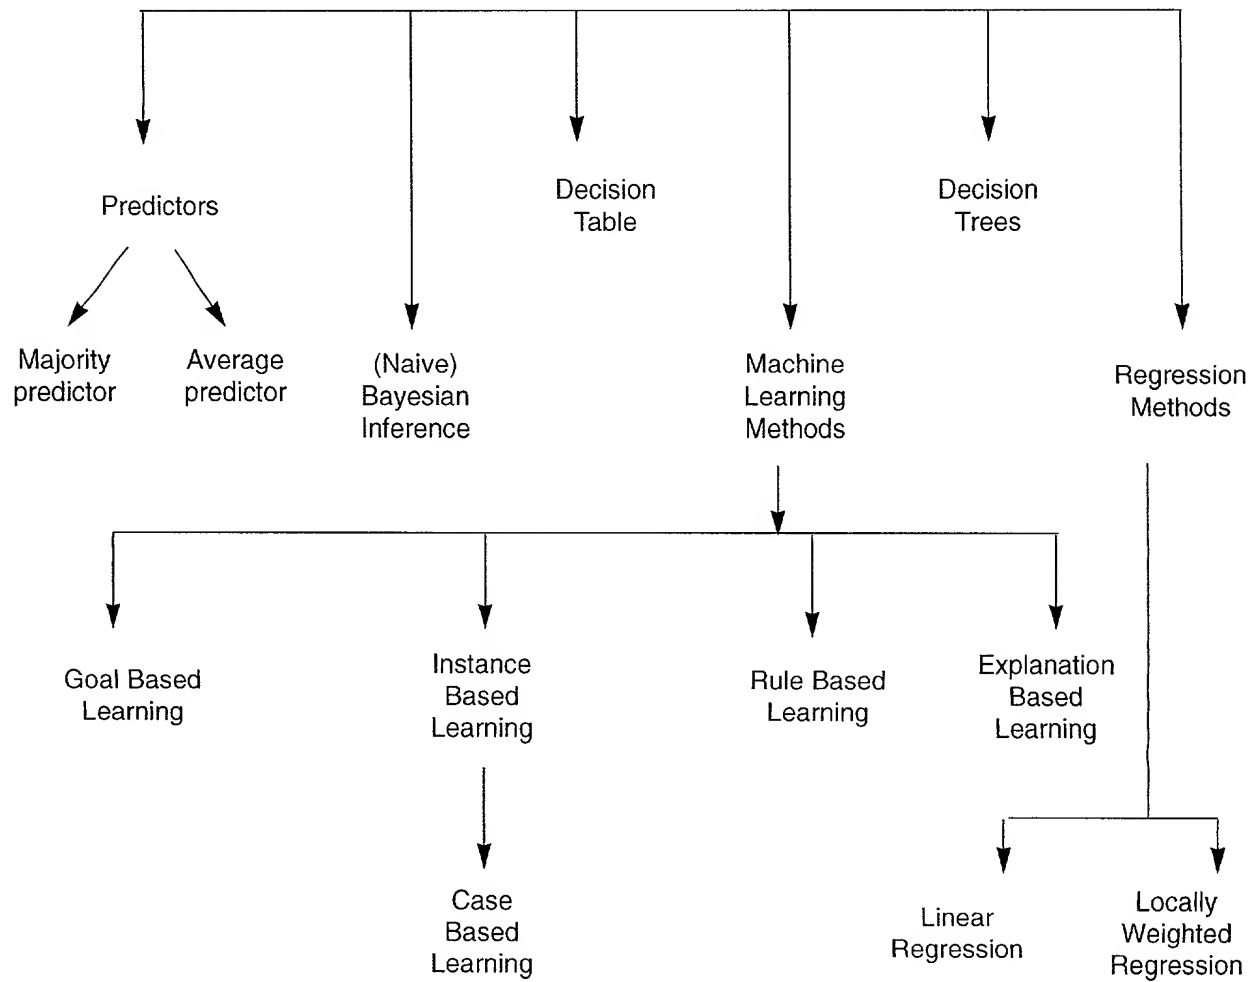 Predictors
Decision
Table
Decision
Trees
Majority
predictor
Average
predictor
(Naive)
Bayesian
Inference
Machine
Learning
Methods
Regression
Methods
Goal Based
Learning
Instance
Based
Learning
Rule Based
Learning
Explanation
Based
Learning
Case
Based
Learning
Linear
Regression
Locally
Weighted
Regression